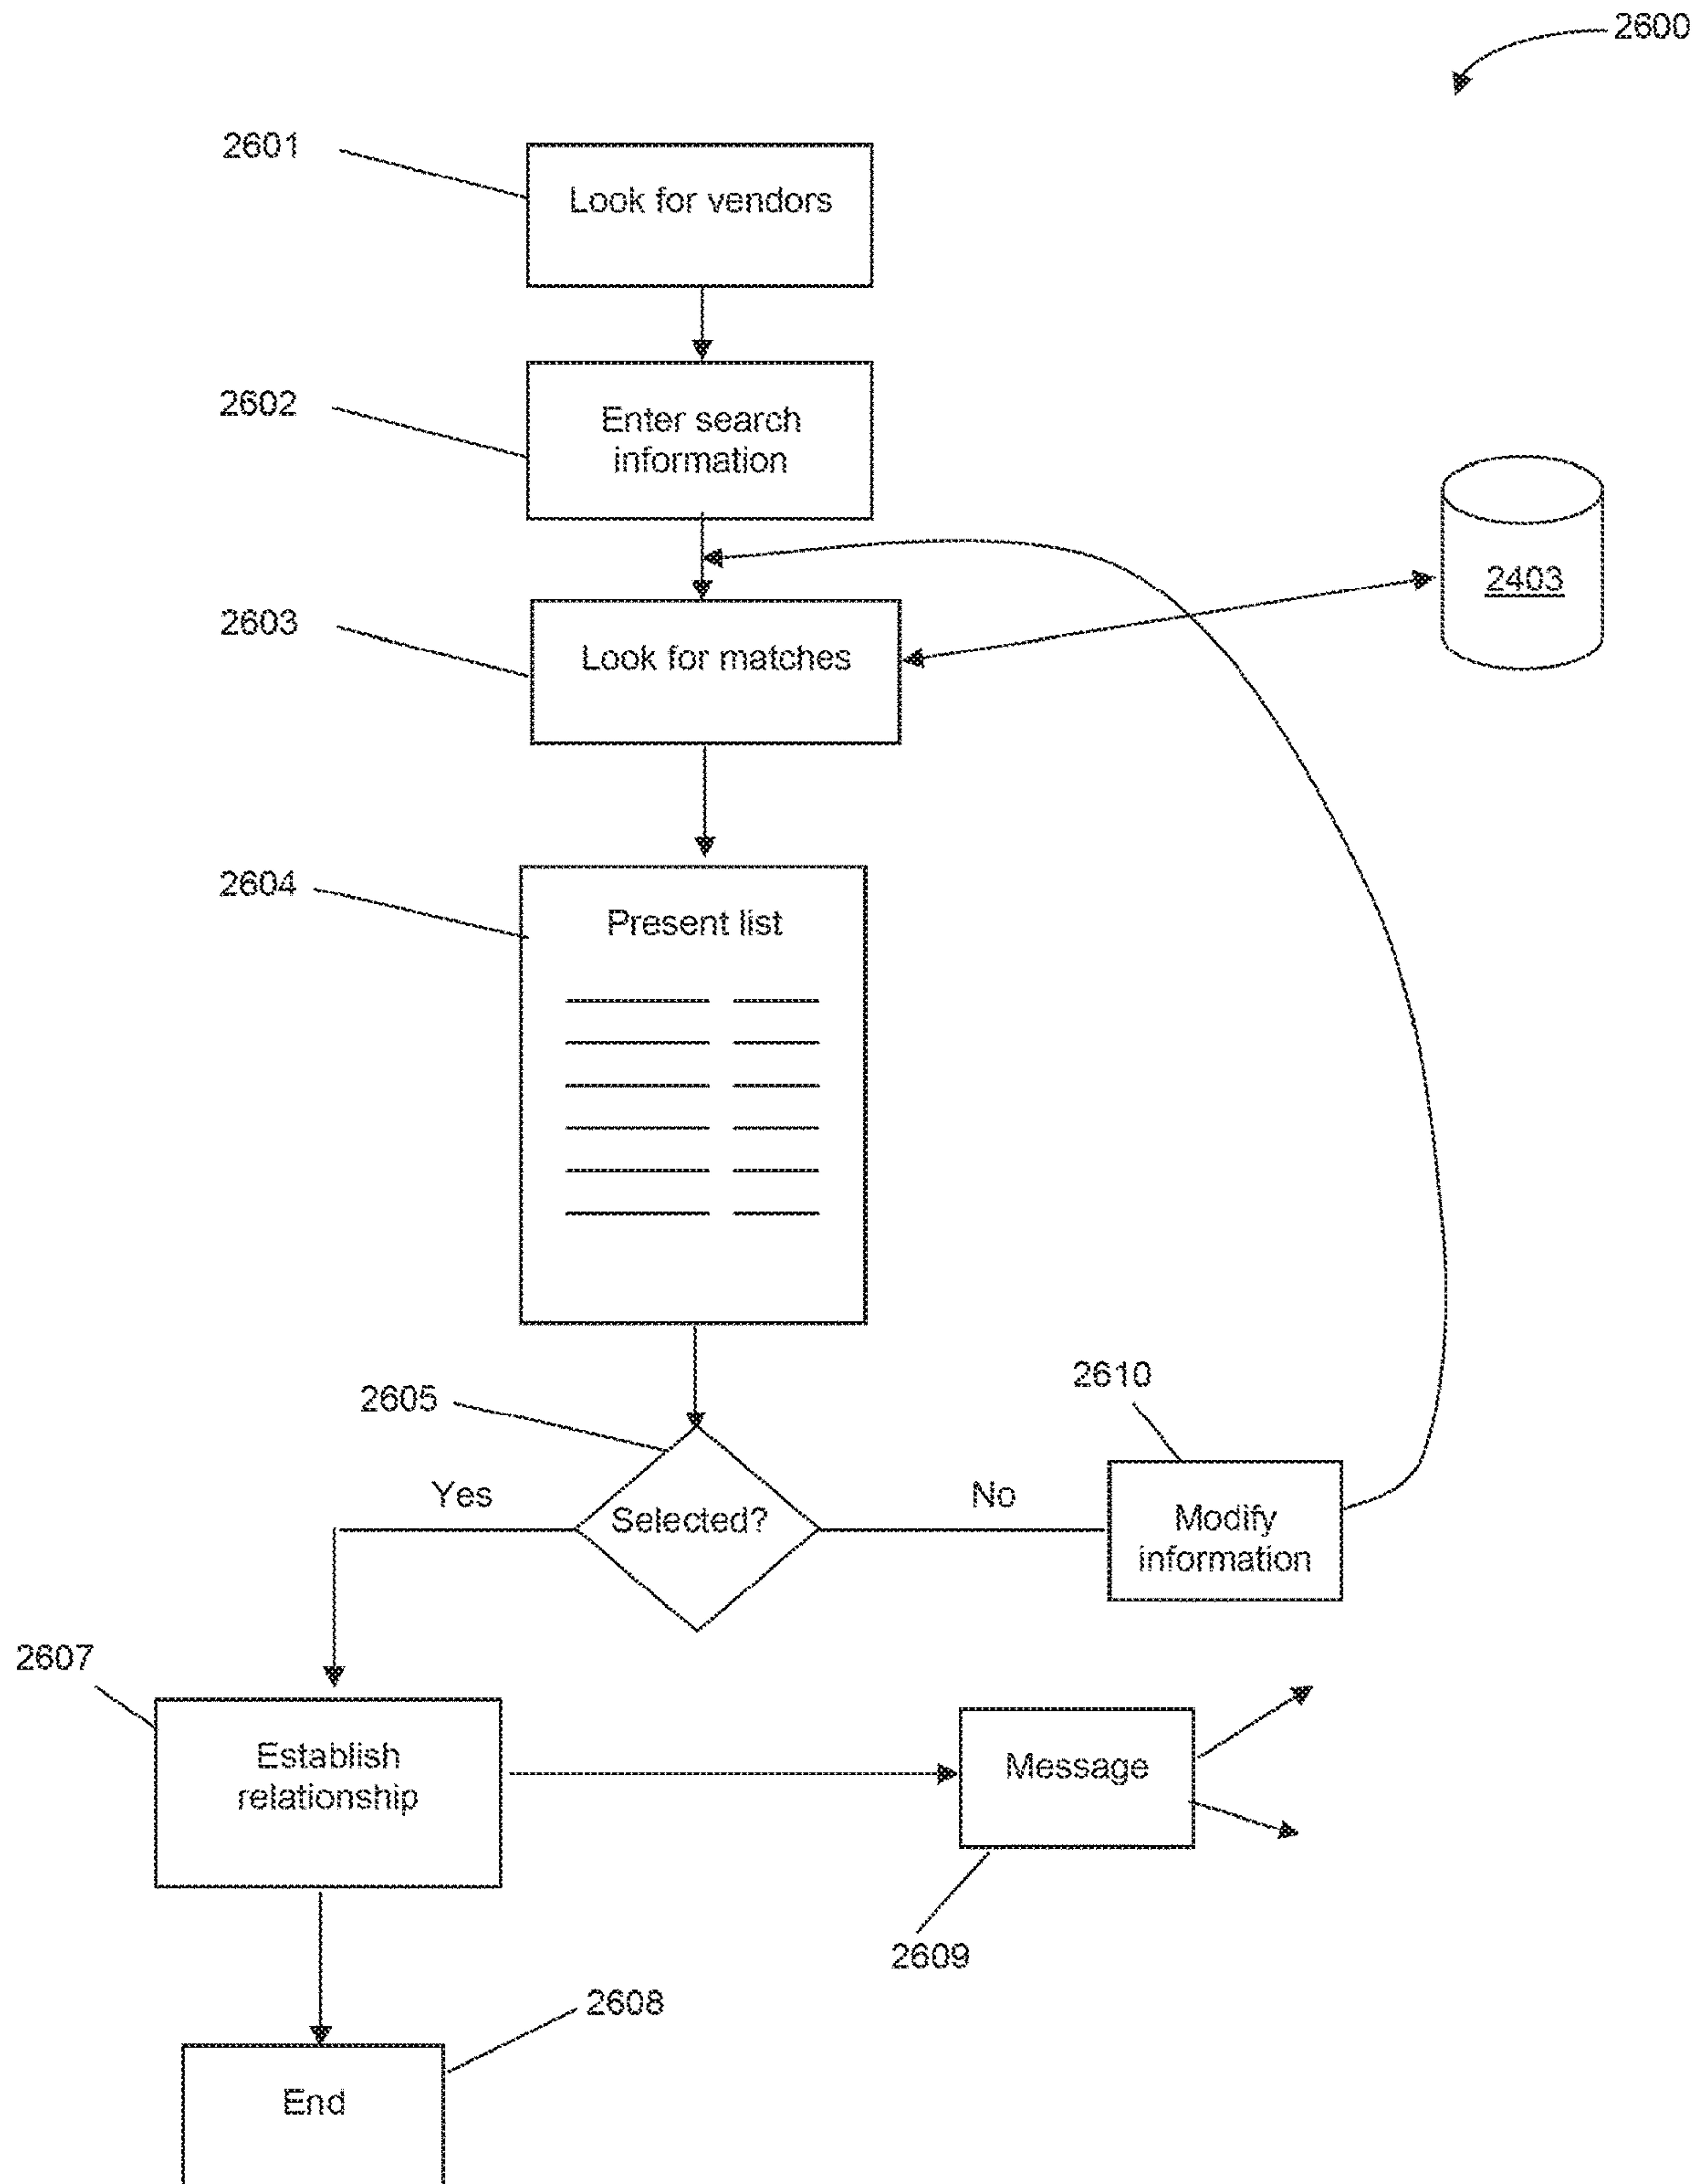 2600
2601
Look for vendors
2602
Enter search
information
2403
2603
Look for matches
2604
Present list
2605
2610
Yes
Selected?
No
Modify
information
2607
Establish
relationship
Message
2609
2608
End